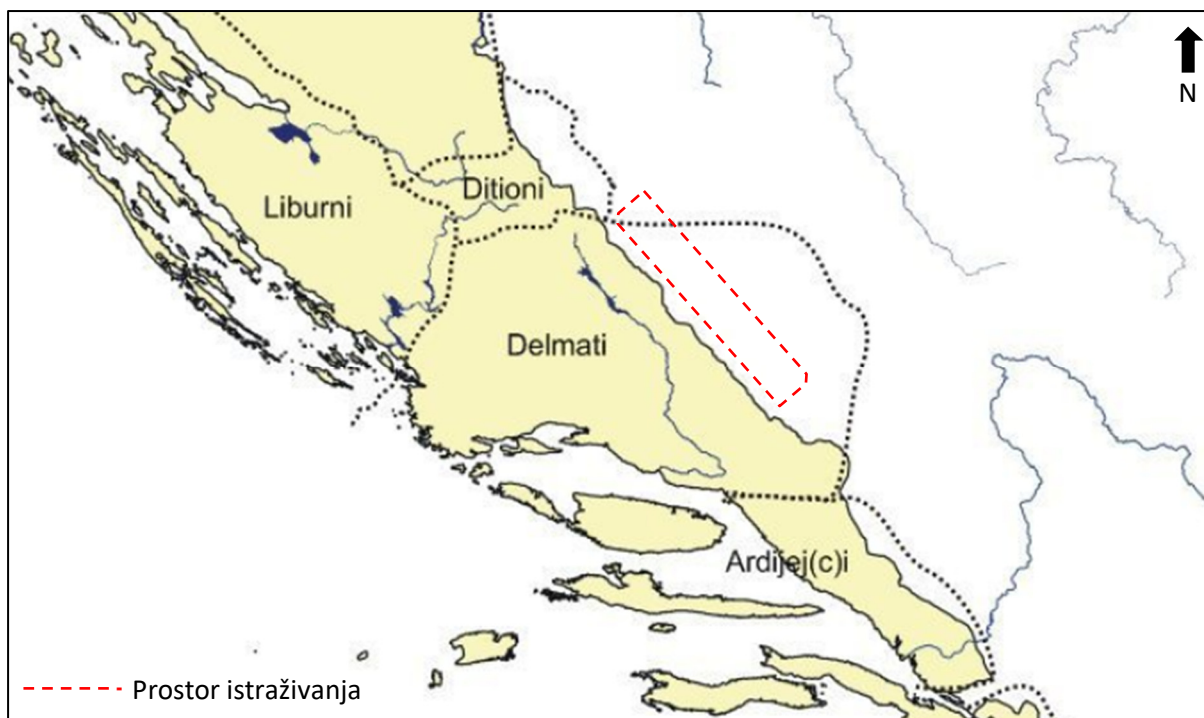 N
Ditioni
Liburni
Delmati
Ardijej(c)i
Prostor istraživanja